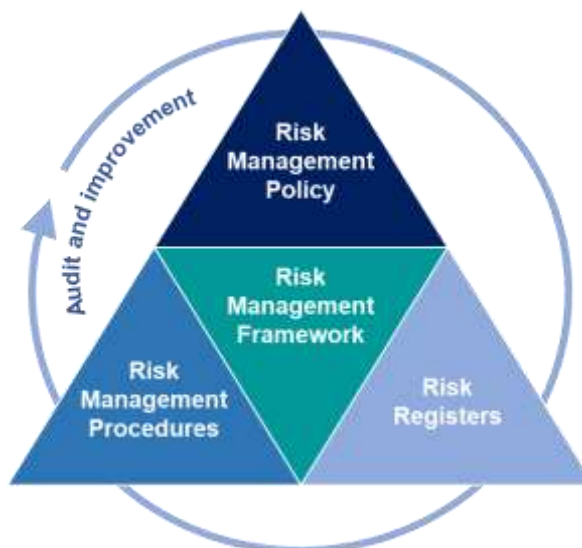 Audit and improvement
Risk
Management
Policy
Risk
Management
Framework
Risk
Management
Procedures
Risk
Registers